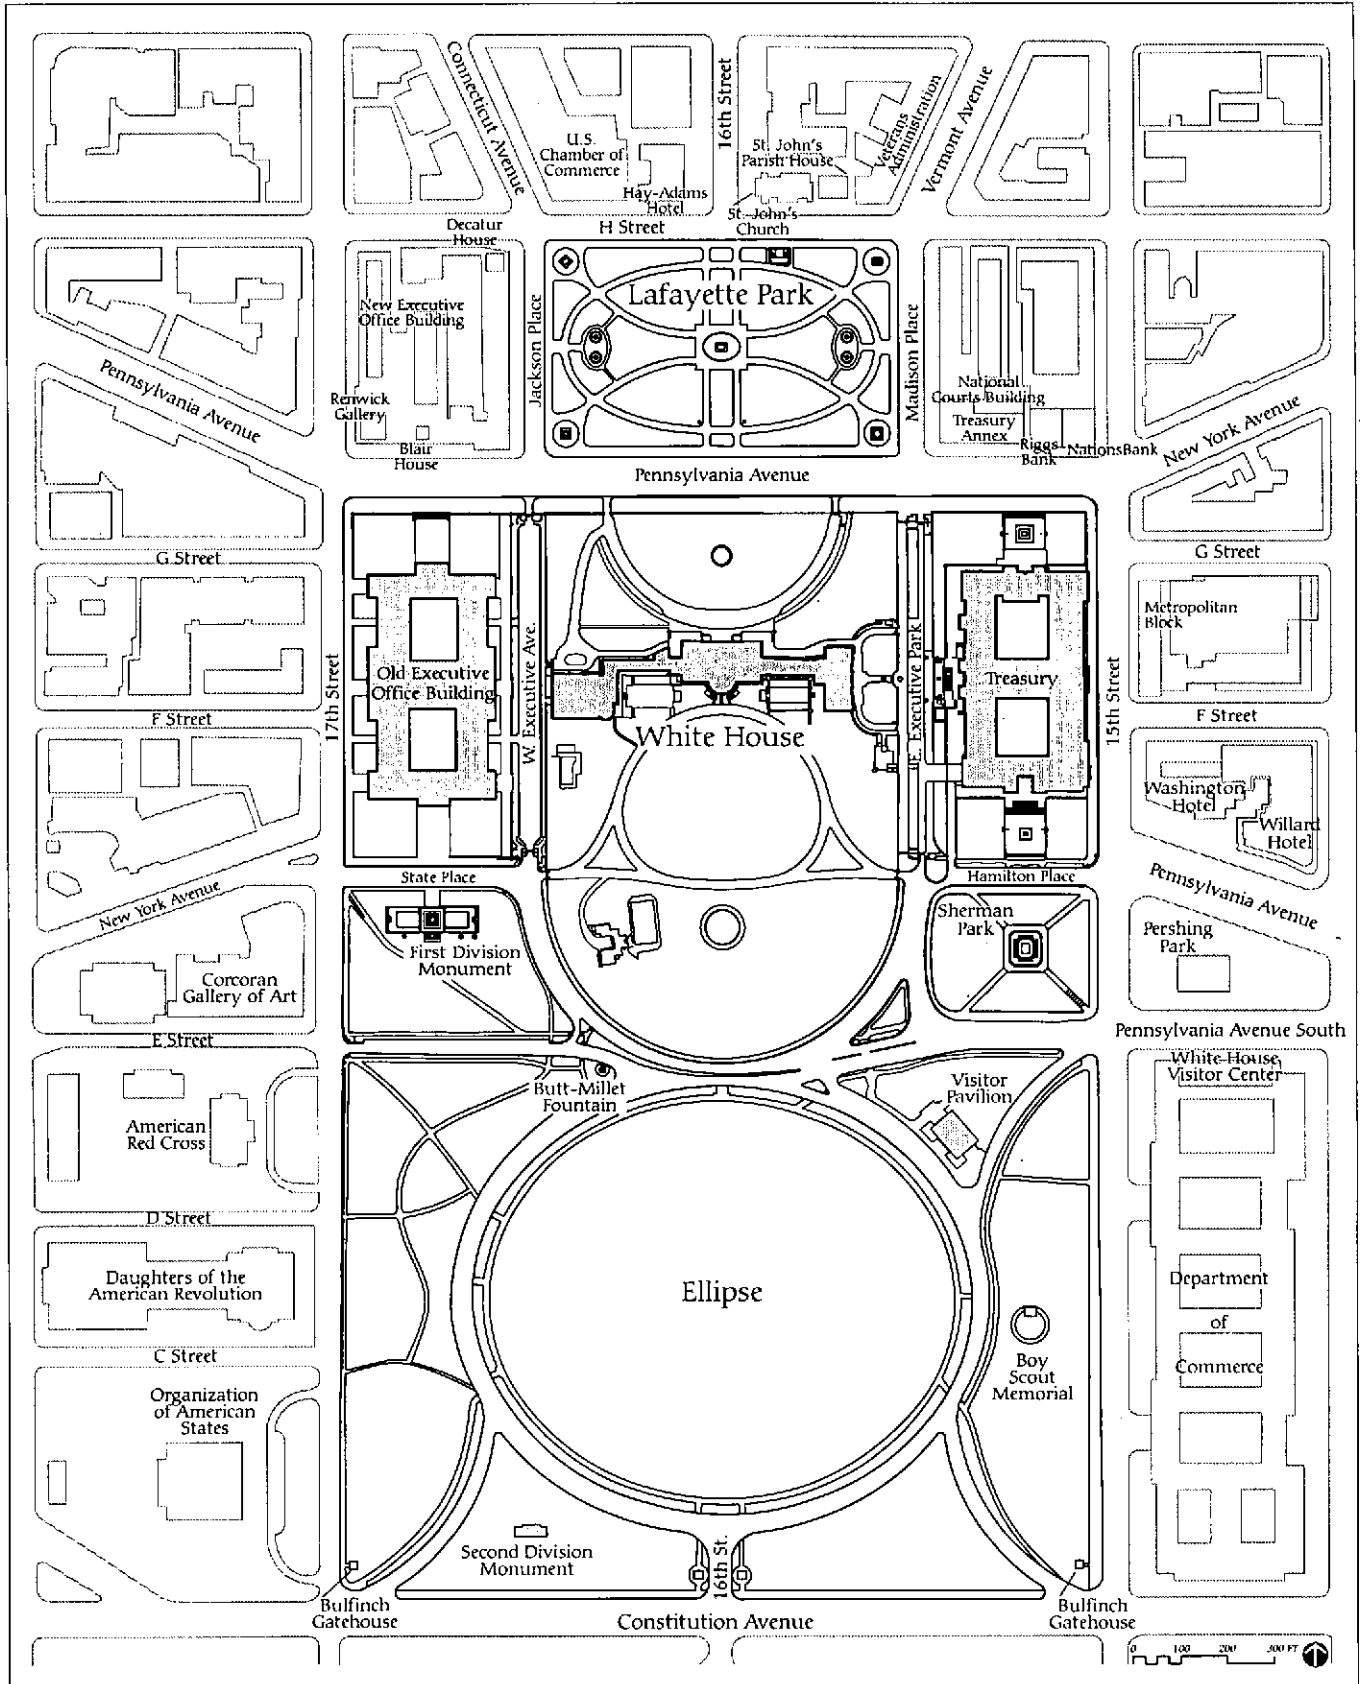 Connecticut Avenue
16th Street
Vermont Avenue
U.S.
Chamber of
Commerce
Hay-Adams
Hotel
St. John's
Parish House
Veterans
Administration
St. John's
Church
H Street
Decatur
House
New Executive
Office Building
Jackson Place
Lafayette Park
Madison Place
Pennsylvania Avenue
Renwick
Gallery
Blair
House
National
Courts Building
Treasury
Annex
Riggs
Bank
NationsBank
New York Avenue
Pennsylvania Avenue
G Street
G Street
17th Street
Old Executive
Office Building
W. Executive Ave.
White House
E. Executive Park
Treasury
15th Street
Metropolitan
Block
F Street
F Street
Washington
Hotel
Willard
Hotel
State Place
Hamilton Place
Pennsylvania Avenue
New York Avenue
First Division
Monument
Sherman
Park
Pershing
Park
Corcoran
Gallery of Art
E Street
Pennsylvania Avenue South
White House
Visitor Center
Butt-Millet
Fountain
Visitor
Pavilion
American
Red Cross
D Street
Daughters of the
American Revolution
Ellipse
Department
of
Commerce
Boy
Scout
Memorial
C Street
Organization
of American
States
Second Division
Monument
16th St.
Bulfinch
Gatehouse
Constitution Avenue
Bulfinch
Gatehouse
0 100 200 300 FT